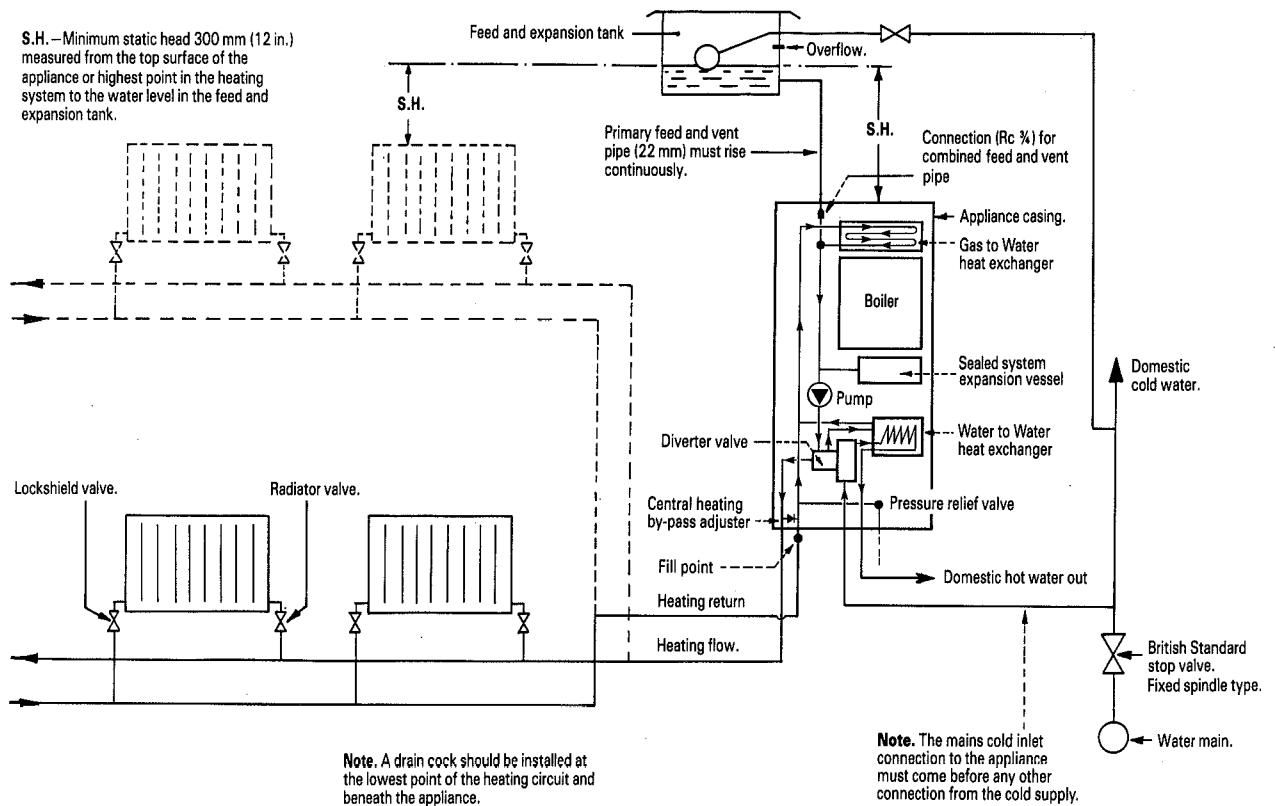 S.H. – Minimum static head 300 mm (12 in.)
measured from the top surface of the
appliance or highest point in the heating
system to the water level in the feed and
expansion tank.
Feed and expansion tank
Overflow.
S.H.
S.H.
Primary feed and vent
pipe (22 mm) must rise
continuously.
Connection (Rc ¾) for
combined feed and vent
pipe
Appliance casing.
Gas to Water
heat exchanger
Boiler
Sealed system
expansion vessel
Domestic
cold water.
Pump
Diverter valve
Water to Water
heat exchanger
Lockshield valve.
Radiator valve.
Central heating
by-pass adjuster
Pressure relief valve
Fill point
Domestic hot water out
Heating return
Heating flow.
British Standard
stop valve.
Fixed spindle type.
Water main.
Note. A drain cock should be installed at
the lowest point of the heating circuit and
beneath the appliance.
Note. The mains cold inlet
connection to the appliance
must come before any other
connection from the cold supply.